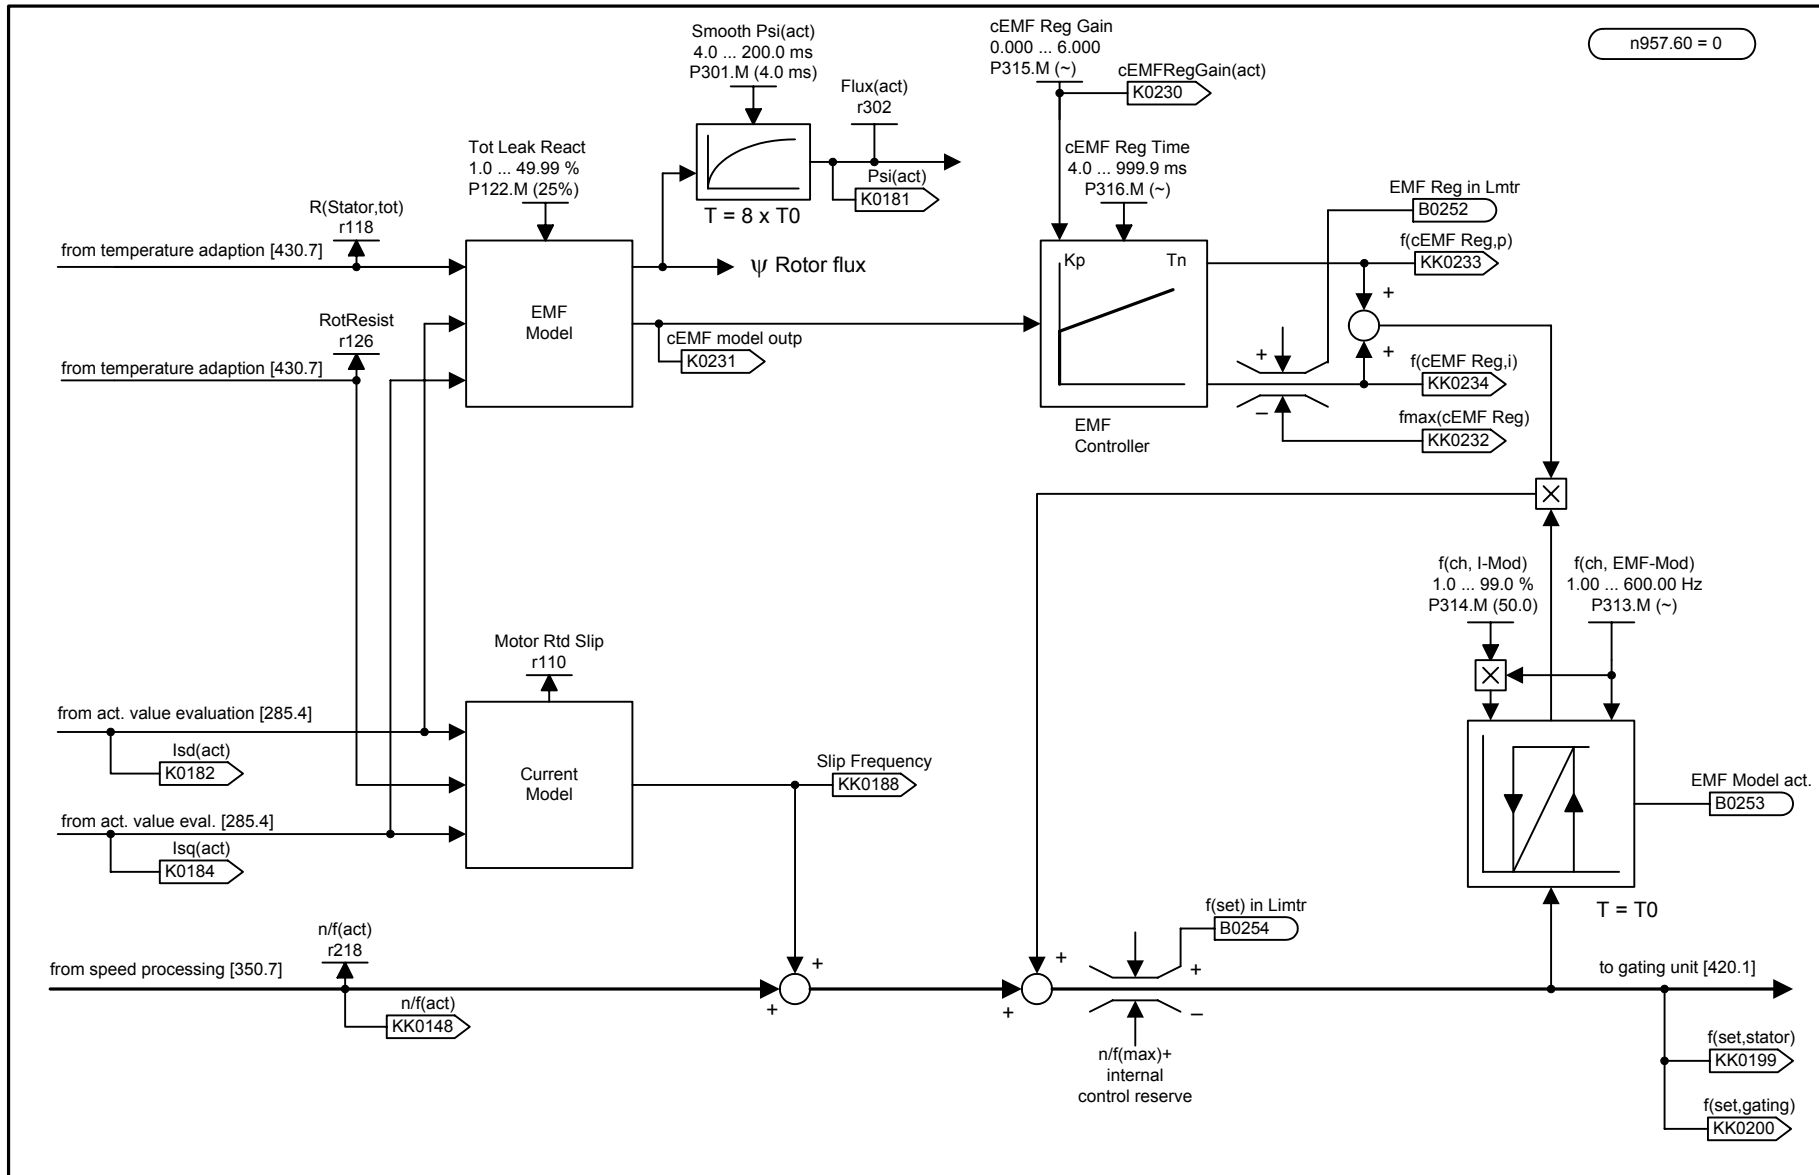 n957.60 = 0
Smooth Psi(act)
4.0 ... 200.0 ms
P301.M (4.0 ms)
Flux(act)
r302
cEMF Reg Gain
0.000 ... 6.000
P315.M (~)
cEMFRegGain(act)
K0230
Tot Leak React
1.0 ... 49.99 %
P122.M (25%)
Psi(act)
K0181
T = 8 x T0
cEMF Reg Time
4.0 ... 999.9 ms
P316.M (~)
EMF Reg in Lmtr
B0252
R(Stator,tot)
r118
from temperature adaption [430.7]
ψ Rotor flux
Kp
Tn
f(cEMF Reg,p)
KK0233
+
EMF
Model
RotResist
r126
from temperature adaption [430.7]
cEMF model outp
K0231
+
+
f(cEMF Reg,i)
KK0234
–
fmax(cEMF Reg)
KK0232
EMF
Controller
f(ch, I-Mod)
1.0 ... 99.0 %
P314.M (50.0)
f(ch, EMF-Mod)
1.00 ... 600.00 Hz
P313.M (~)
Motor Rtd Slip
r110
from act. value evaluation [285.4]
Isd(act)
K0182
Current
Model
Slip Frequency
KK0188
EMF Model act.
B0253
from act. value eval. [285.4]
Isq(act)
K0184
T = T0
f(set) in Limtr
B0254
n/f(act)
r218
from speed processing [350.7]
+
+
+
to gating unit [420.1]
n/f(act)
KK0148
+
+
–
n/f(max)+
internal
control reserve
f(set,stator)
KK0199
f(set,gating)
KK0200